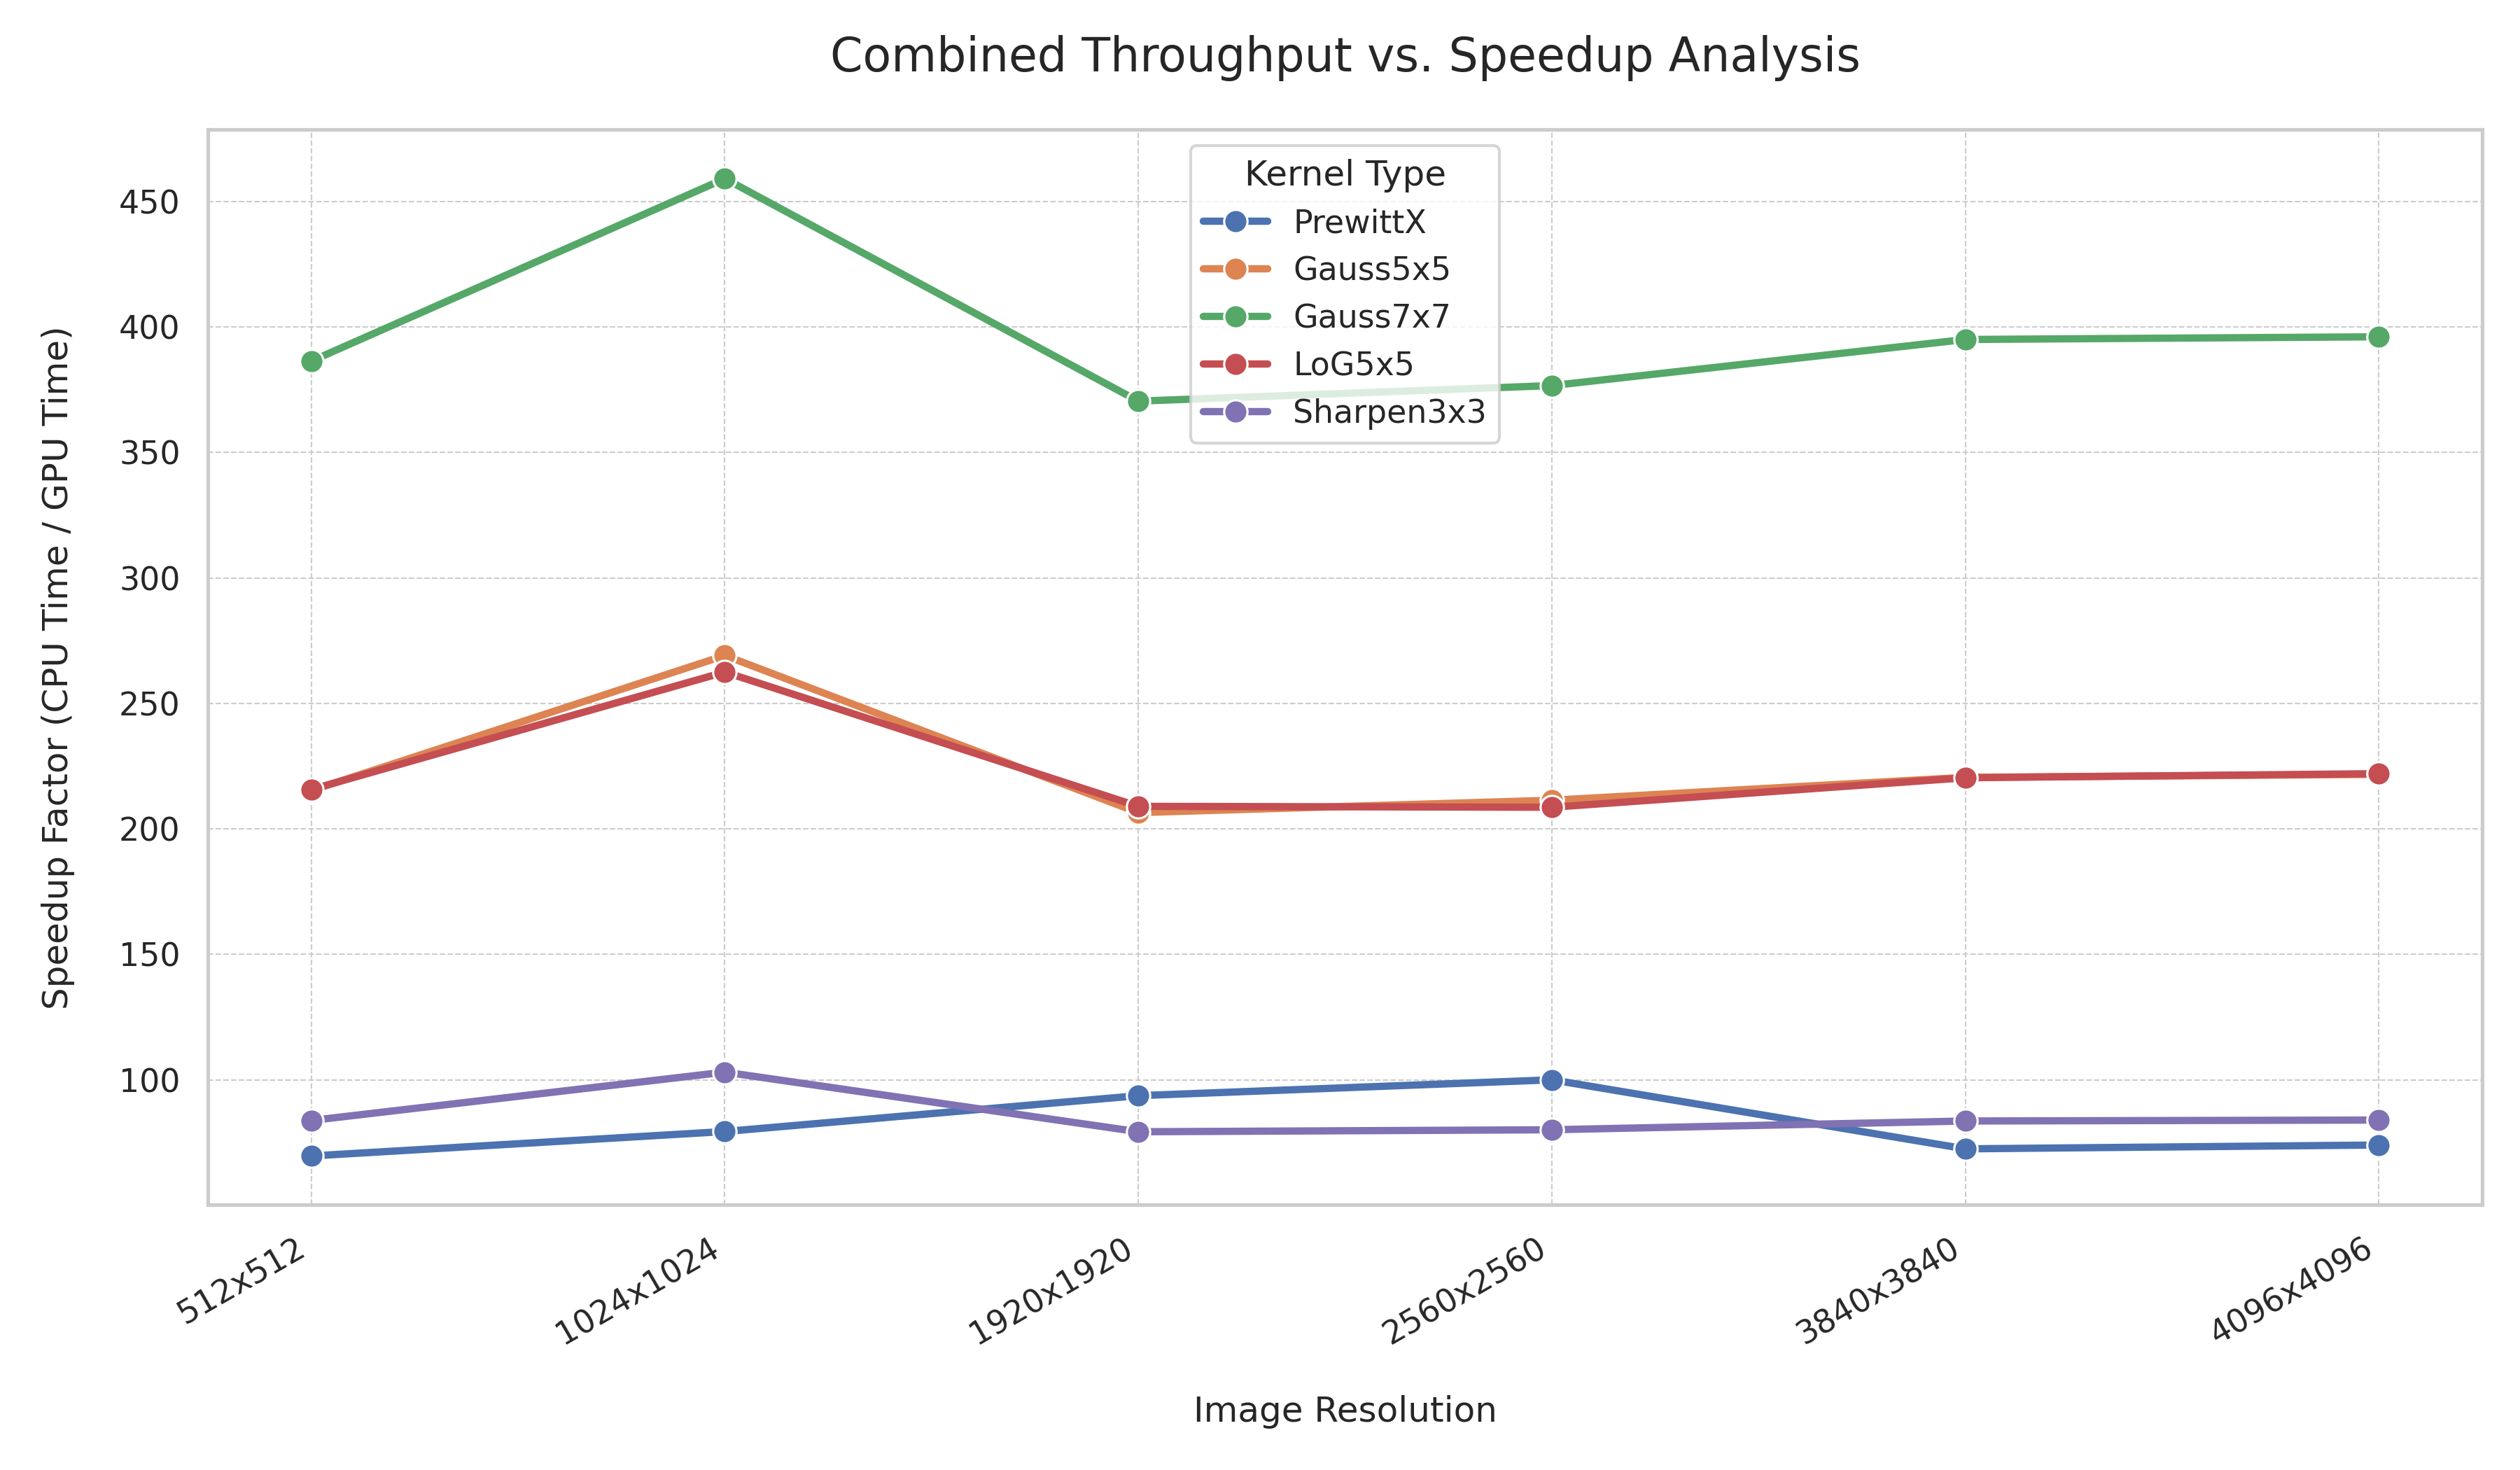 Combined Throughput vs. Speedup Analysis
Speedup Factor (CPU Time / GPU Time)
450
400
350
300
250
200
150
100
Kernel Type
PrewittX
Gauss5x5
Gauss7x7
LoG5x5
Sharpen3x3
512x512
1024x1024
1920x1920
2560x2560
3840x3840
4096x4096
Image Resolution